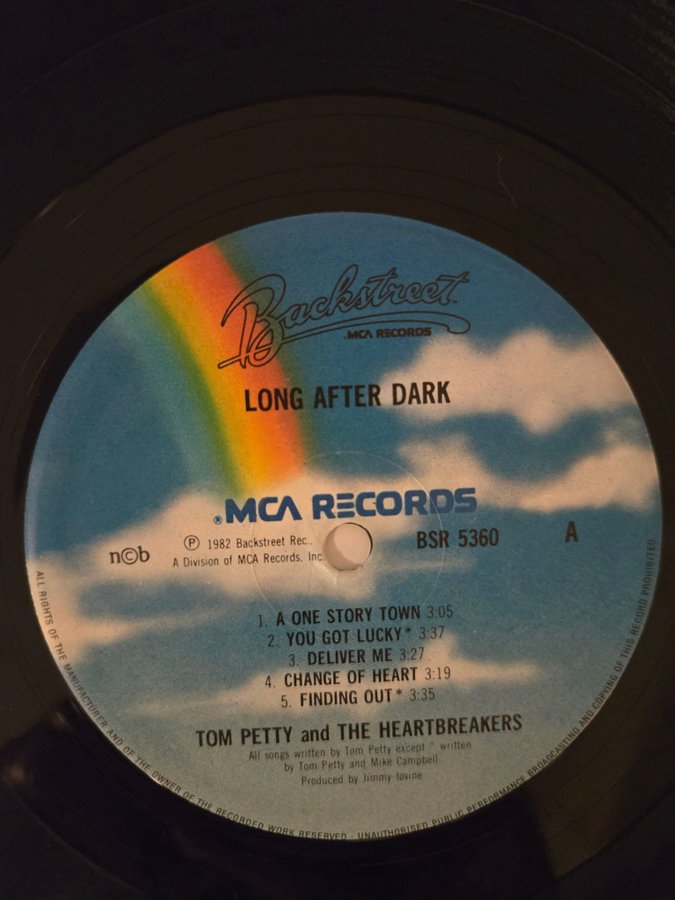 Backstreet™
.MCA RECORDS
LONG AFTER DARK
®.MCA RECORDS
n©b
℗ 1982 Backstreet Rec..
A Division of MCA Records, Inc.
BSR 5360
A
1. A ONE STORY TOWN 3:05
2. YOU GOT LUCKY* 3:37
3. DELIVER ME 3:27
4. CHANGE OF HEART 3:19
5. FINDING OUT* 3:35
TOM PETTY and THE HEARTBREAKERS
All songs written by Tom Petty except * written
by Tom Petty and Mike Campbell
Produced by Jimmy Iovine
ALL RIGHTS OF THE MANUFACTURER AND OF THE OWNER OF THE RECORDED WORK RESERVED · UNAUTHORISED PUBLIC PERFORMANCE BROADCASTING AND COPYING OF THIS RECORD PROHIBITED.